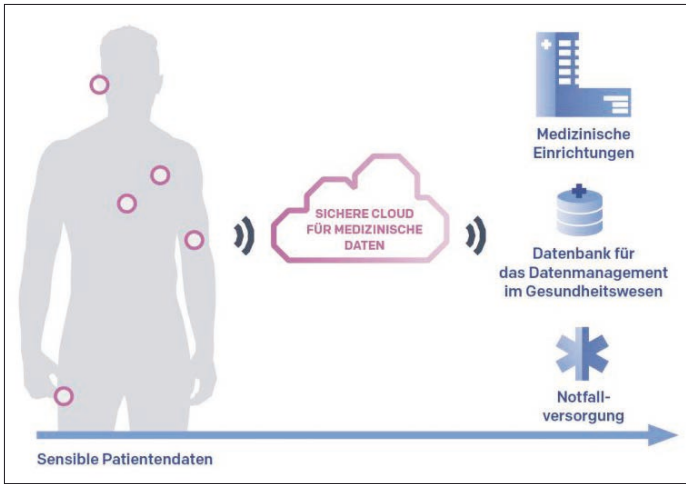 Medizinische
Einrichtungen
SICHERE CLOUD
FÜR MEDIZINISCHE
DATEN
Datenbank für
das Datenmanagement
im Gesundheitswesen
Notfall-
versorgung
Sensible Patientendaten